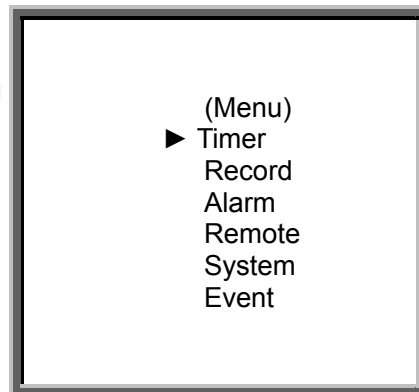 (Menu)
► Timer
Record
Alarm
Remote
System
Event